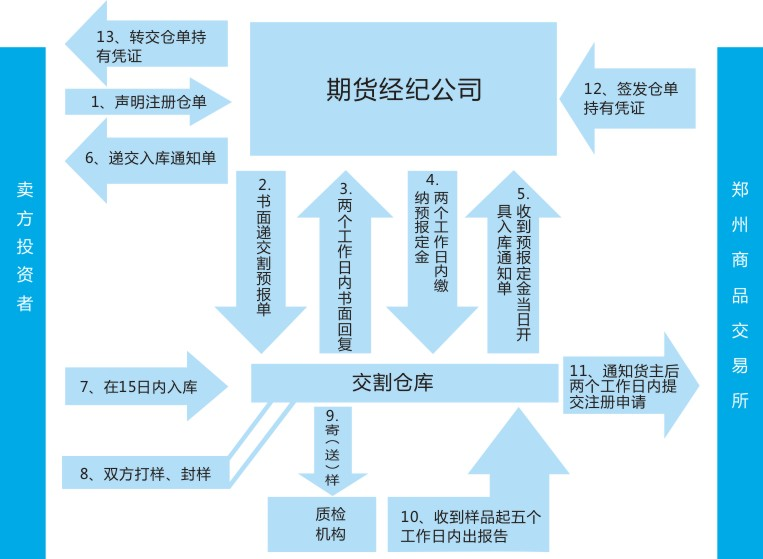 13、转交仓单持
有凭证
1、声明注册仓单
6、递交入库通知单
期货经纪公司
12、签发仓单
持有凭证
卖方投资者
郑州商品交易所
2.书面递交割预报单
3.两个工作日内书面回复
4.两个工作日内缴
纳预报定金
5.收到预报定金当日开
具入库通知单
7、在15日内入库
交割仓库
11、通知货主后
两个工作日内提
交注册申请
8、双方打样、封样
9.寄(送)样
质检
机构
10、收到样品起五个
工作日内出报告